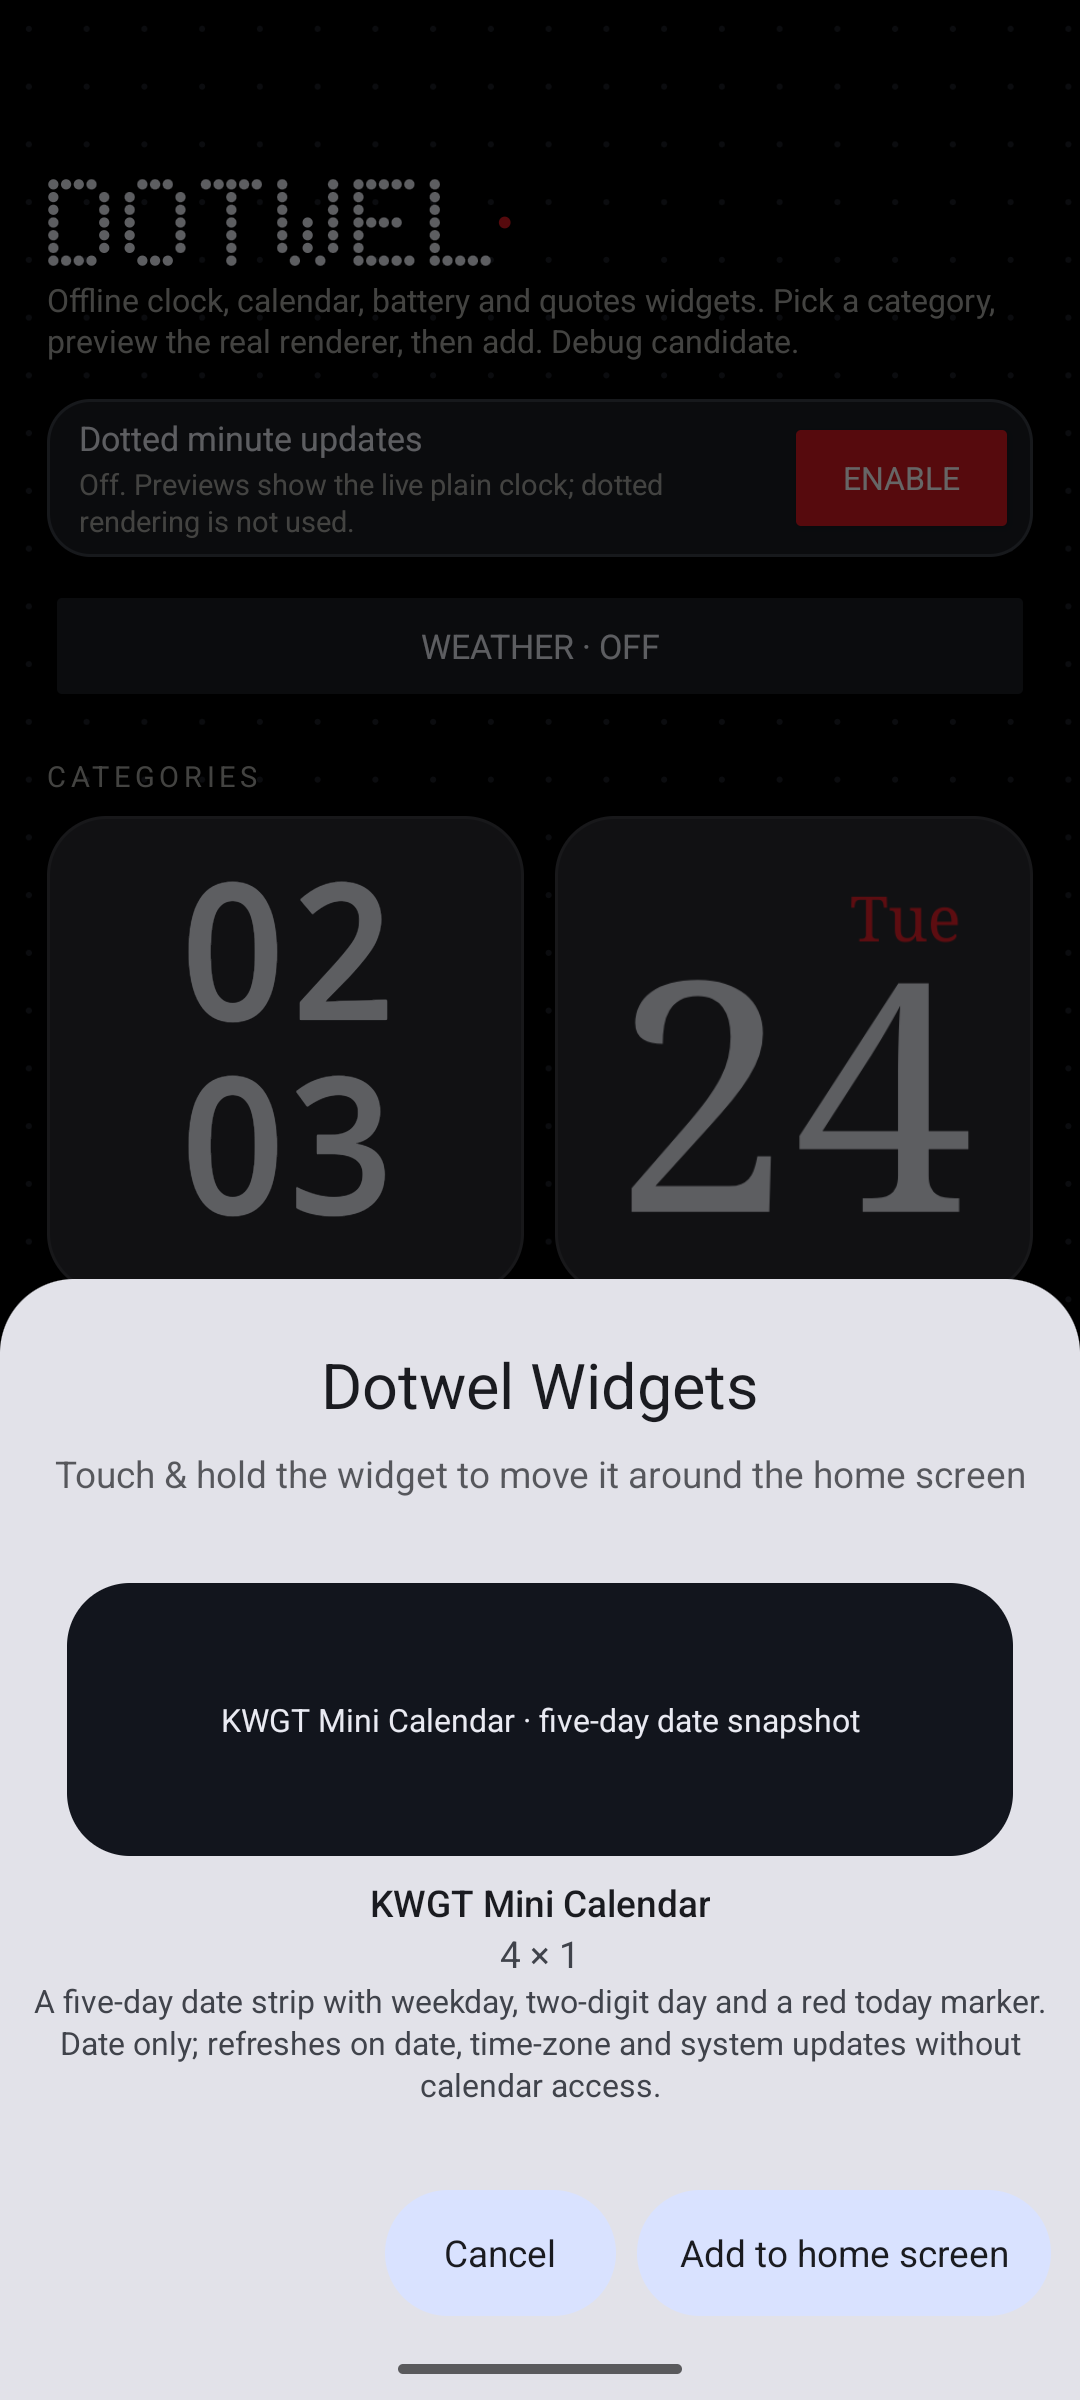 DOTWEL
Offline clock, calendar, battery and quotes widgets. Pick a category,
preview the real renderer, then add. Debug candidate.
Dotted minute updates
Off. Previews show the live plain clock; dotted
rendering is not used.
ENABLE
WEATHER · OFF
CATEGORIES
02
03
Tue
24
Dotwel Widgets
Touch & hold the widget to move it around the home screen
KWGT Mini Calendar · five-day date snapshot
KWGT Mini Calendar
4 × 1
A five-day date strip with weekday, two-digit day and a red today marker.
Date only; refreshes on date, time-zone and system updates without
calendar access.
Cancel
Add to home screen